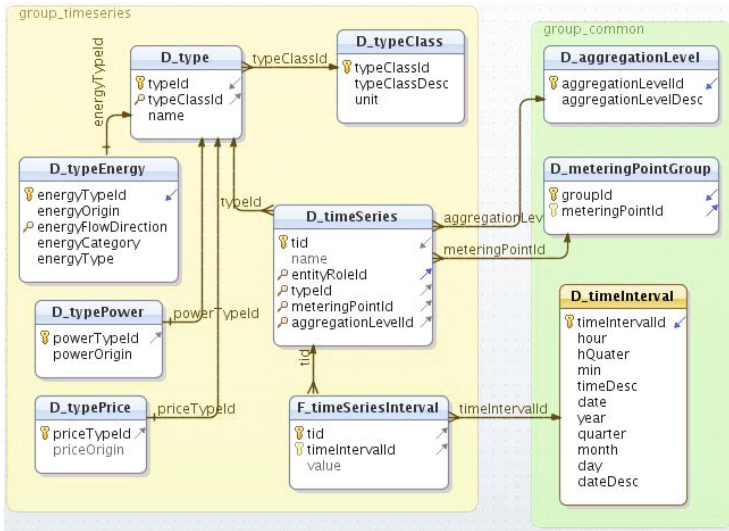 group_timeseries
group_common
D_type
typeId
typeClassId
name
typeClassId
D_typeClass
typeClassId
typeClassDesc
unit
D_aggregationLevel
aggregationLevelId
aggregationLevelDesc
energyTypeId
D_typeEnergy
energyTypeId
energyOrigin
energyFlowDirection
energyCategory
energyType
typeId
D_timeSeries
tid
name
entityRoleId
typeId
meteringPointId
aggregationLevelId
aggregationLev
meteringPointId
D_meteringPointGroup
groupId
meteringPointId
D_typePower
powerTypeId
powerOrigin
powerTypeId
D_typePrice
priceTypeId
priceOrigin
priceTypeId
tid
F_timeSeriesInterval
tid
timeIntervalId
value
timeIntervalId
D_timeInterval
timeIntervalId
hour
hQuater
min
timeDesc
date
year
quarter
month
day
dateDesc